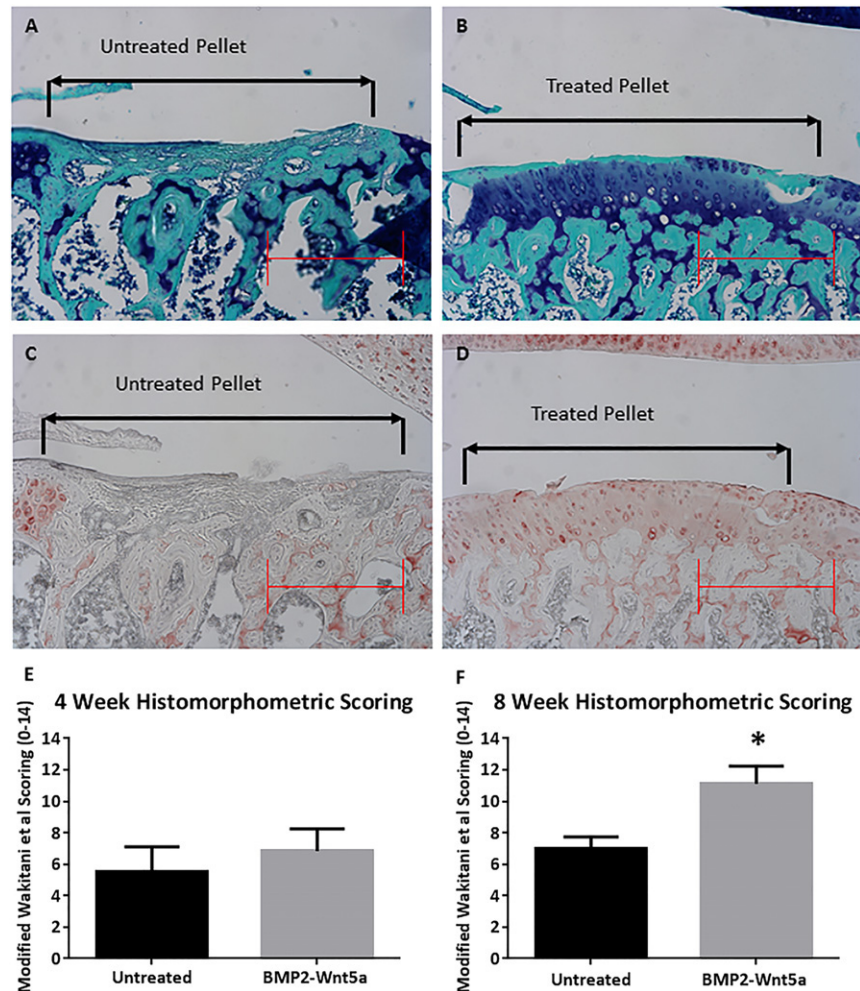 A
Untreated Pellet
B
Treated Pellet
C
Untreated Pellet
D
Treated Pellet
E
4 Week Histomorphometric Scoring
Modified Wakitani et al Scoring (0-14)
14
12
10
8
6
4
2
0
Untreated
BMP2-Wnt5a
F
8 Week Histomorphometric Scoring
Modified Wakitani et al Scoring (0-14)
14
12
10
8
6
4
2
0
*
Untreated
BMP2-Wnt5a